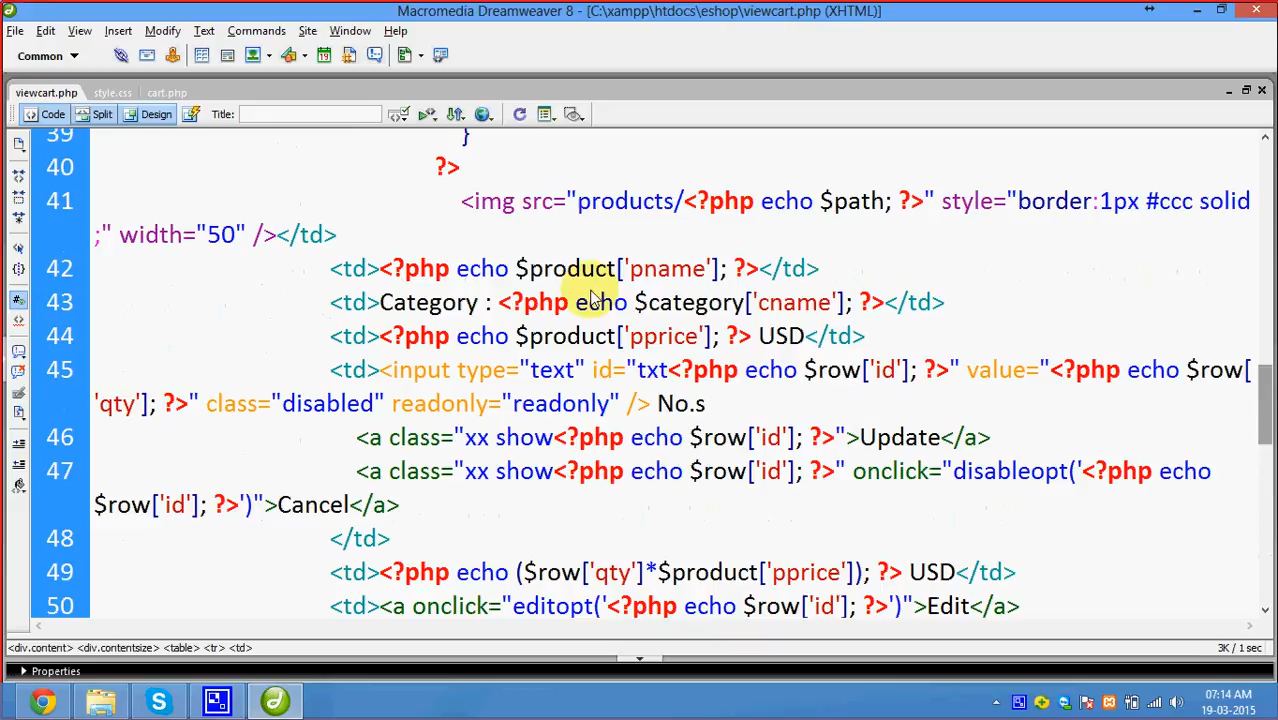 Macromedia Dreamweaver 8 - [C:\xampp\htdocs\eshop\viewcart.php (XHTML)]
File Edit View Insert Modify Text Commands Site Window Help
Common
viewcart.php style.css cart.php
Code Split Design Title:
39 }
40 ?>
41 <img src="products/<?php echo $path; ?>" style="border:1px #ccc solid
;" width="50" /></td>
42 <td><?php echo $product['pname']; ?></td>
43 <td>Category : <?php echo $category['cname']; ?></td>
44 <td><?php echo $product['pprice']; ?> USD</td>
45 <td><input type="text" id="txt<?php echo $row['id']; ?>" value="<?php echo $row[
'qty']; ?>" class="disabled" readonly="readonly" /> No.s
46 <a class="xx show<?php echo $row['id']; ?>">Update</a>
47 <a class="xx show<?php echo $row['id']; ?>" onclick="disableopt('<?php echo
$row['id']; ?>')">Cancel</a>
48 </td>
49 <td><?php echo ($row['qty']*$product['pprice']); ?> USD</td>
50 <td><a onclick="editopt('<?php echo $row['id']; ?>')">Edit</a>
<div.content> <div.contentsize> <table> <tr> <td> 3K / 1 sec
Properties
07:14 AM
19-03-2015